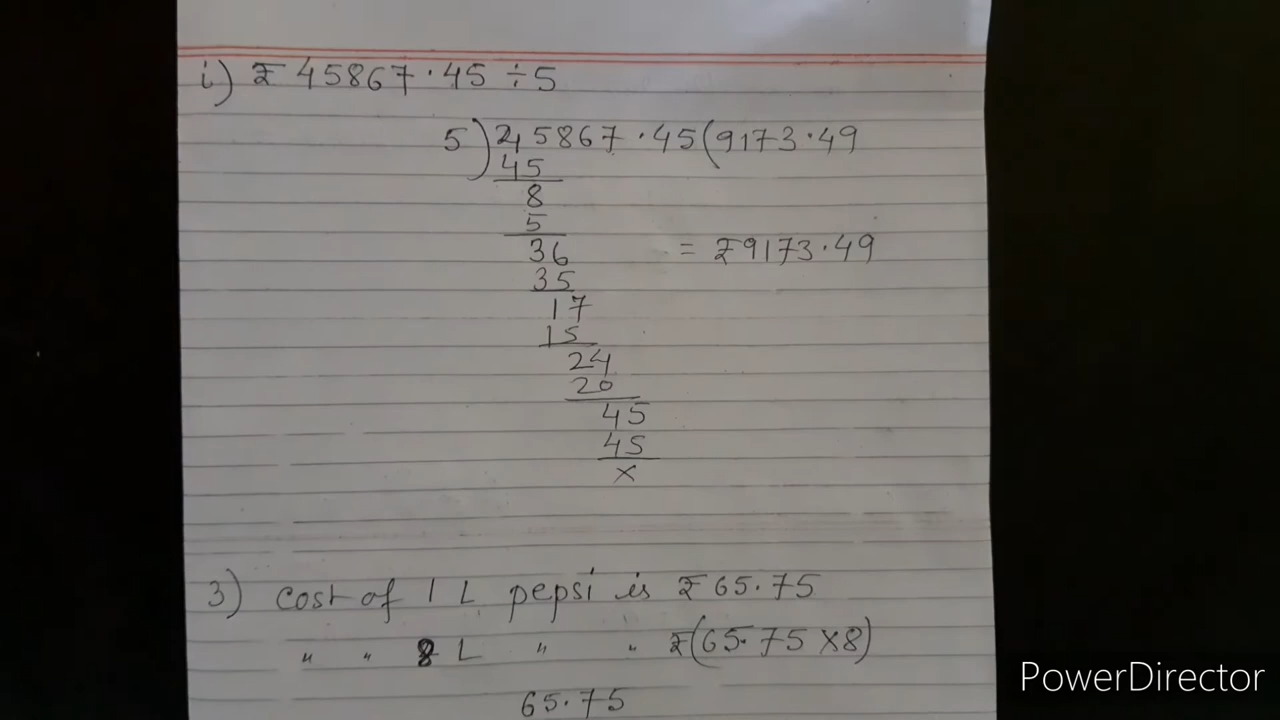 i) ₹ 45867.45 ÷ 5
5) 45867.45 (9173.49
45
8
5
36
= ₹9173.49
35
17
15
24
20
45
45
x
3) cost of 1 L pepsi is ₹65.75
" " 8 L " " ₹(65.75 x8)
65.75
PowerDirector